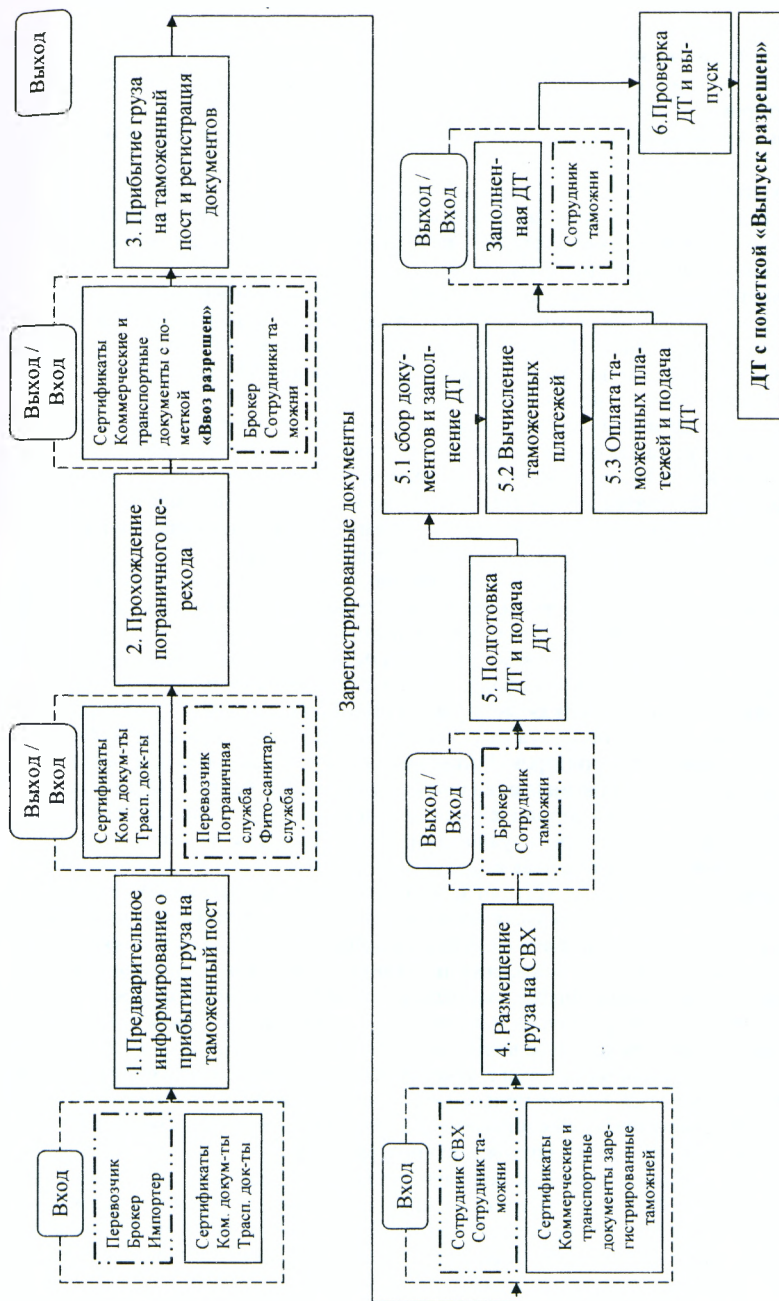 Вход
Перевозчик
Брокер
Импортер
Сертификаты
Ком. докум-ты
Трасп. док-ты
1. Предварительное
информирование о
прибытии груза на
таможенный пост
Выход /
Вход
Сертификаты
Ком. докум-ты
Трасп. док-ты
Перевозчик
Пограничная
служба
Фито-санитар.
служба
2. Прохождение
пограничного пе-
рехода
Выход /
Вход
Сертификаты
Коммерческие и
транспортные
документы с по-
меткой
«Ввоз разрешен»
Брокер
Сотрудники та-
можни
3. Прибытие груза
на таможенный
пост и регистрация
документов
Выход
Зарегистрированные документы
Вход
Сотрудник СВХ
Сотрудник та-
можни
Сертификаты
Коммерческие и
транспортные
документы заре-
гистрированные
таможней
4. Размещение
груза на СВХ
Выход /
Вход
Брокер
Сотрудник
таможни
5. Подготовка
ДТ и подача
ДТ
5.1 сбор доку-
ментов и запол-
нение ДТ
5.2 Вычисление
таможенных
платежей
5.3 Оплата та-
моженных пла-
тежей и подача
ДТ
Выход /
Вход
Заполнен-
ная ДТ
Сотрудник
таможни
6.Проверка
ДТ и вы-
пуск
ДТ с пометкой «Выпуск разрешен»